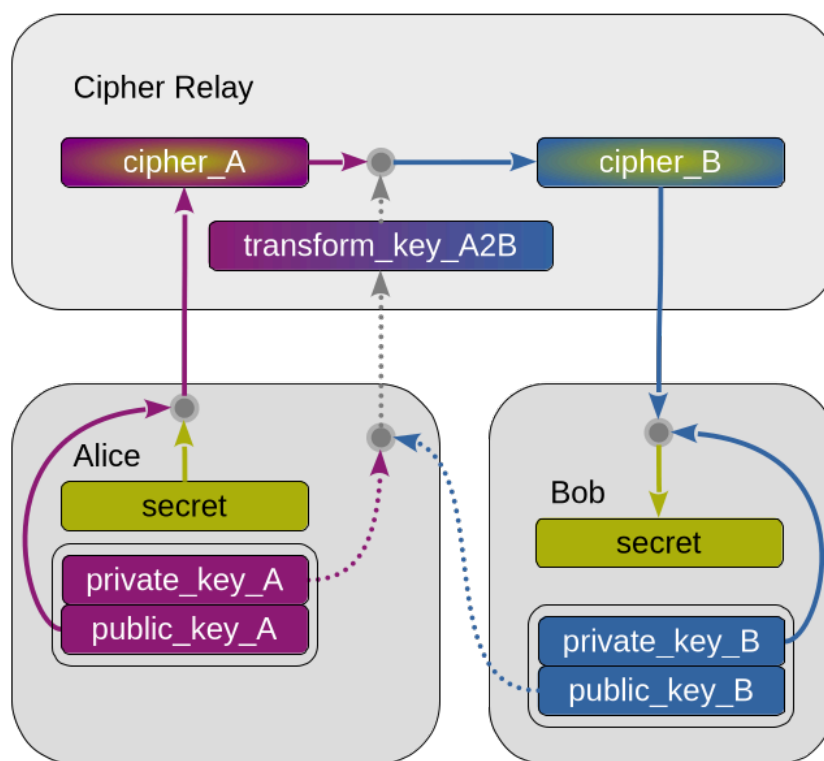 Cipher Relay
cipher_A
cipher_B
transform_key_A2B
Alice
secret
private_key_A
public_key_A
Bob
secret
private_key_B
public_key_B